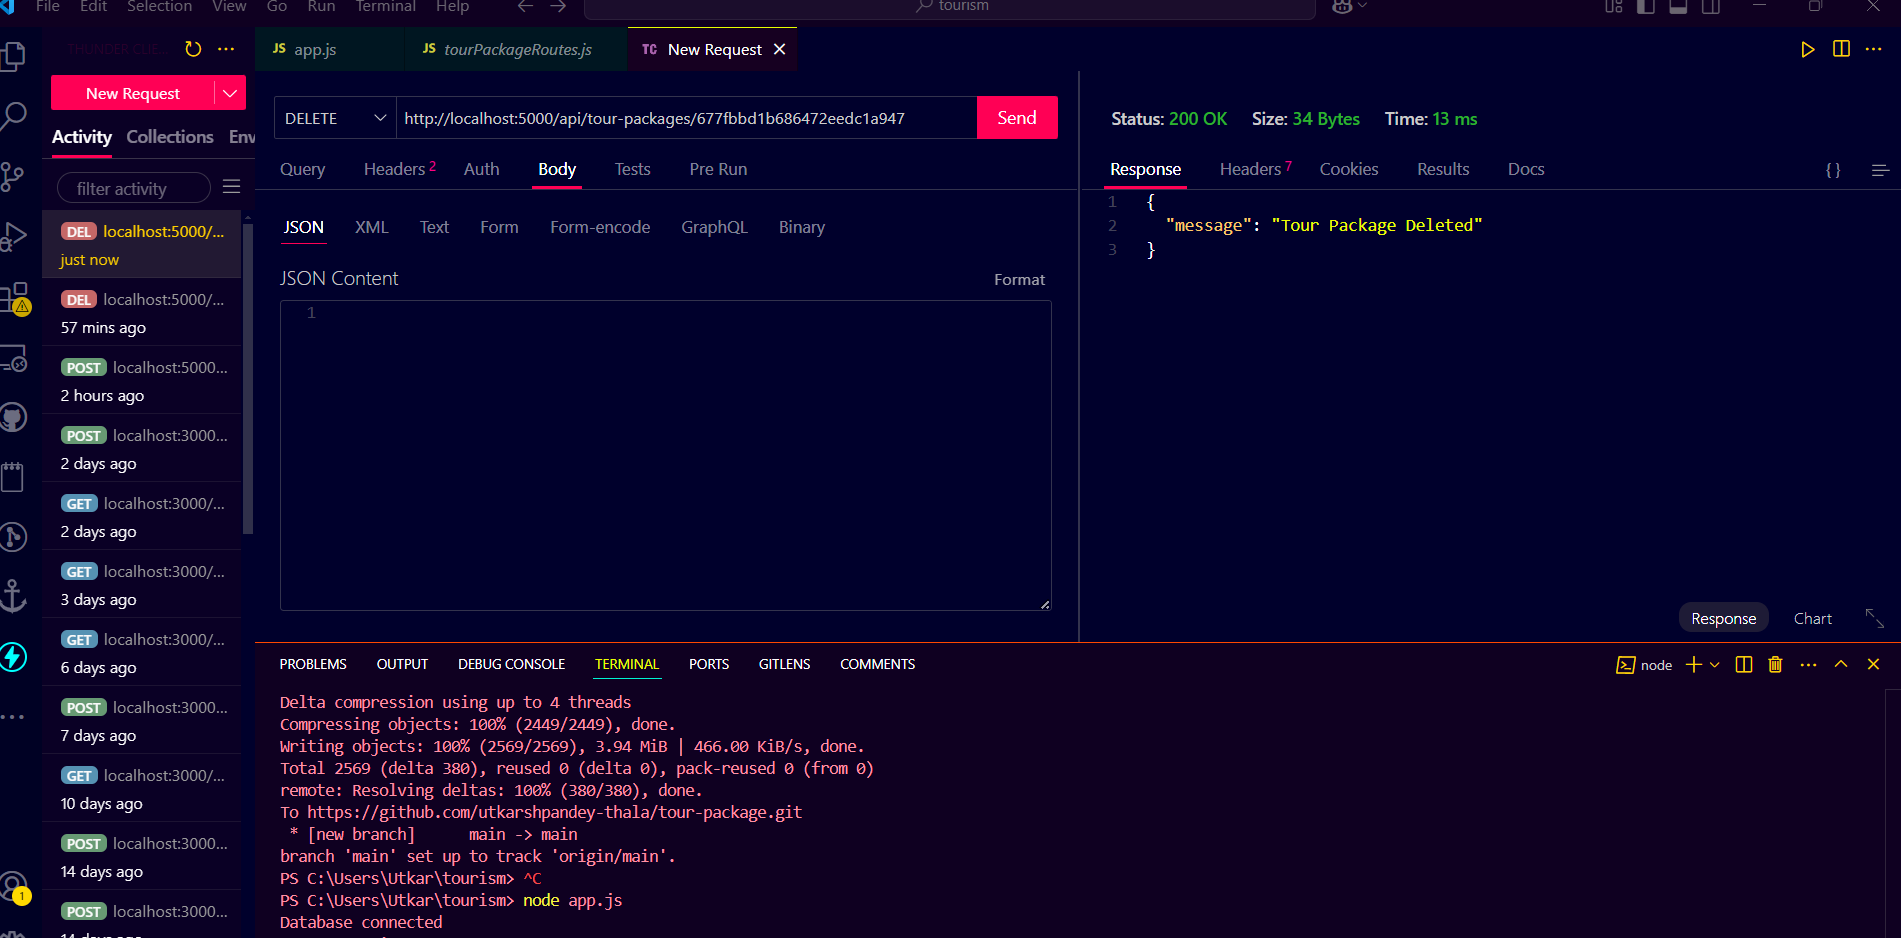 File Edit Selection View Go Run Terminal Help
tourism
THUNDER CLIE...
JS app.js
JS tourPackageRoutes.js
TC New Request
New Request
Activity Collections Env
filter activity
DEL localhost:5000/...
just now
DEL localhost:5000/...
57 mins ago
POST localhost:5000...
2 hours ago
POST localhost:3000...
2 days ago
GET localhost:3000/...
2 days ago
GET localhost:3000/...
3 days ago
GET localhost:3000/...
6 days ago
POST localhost:3000...
7 days ago
GET localhost:3000/...
10 days ago
POST localhost:3000...
14 days ago
POST localhost:3000...
14 days ago
1
DELETE http://localhost:5000/api/tour-packages/677fbbd1b686472eedc1a947 Send
Query Headers 2 Auth Body Tests Pre Run
JSON XML Text Form Form-encode GraphQL Binary
JSON Content Format
1
Status: 200 OK Size: 34 Bytes Time: 13 ms
Response Headers 7 Cookies Results Docs {}
1 {
2 "message": "Tour Package Deleted"
3 }
Response Chart
PROBLEMS OUTPUT DEBUG CONSOLE TERMINAL PORTS GITLENS COMMENTS
node
Delta compression using up to 4 threads
Compressing objects: 100% (2449/2449), done.
Writing objects: 100% (2569/2569), 3.94 MiB | 466.00 KiB/s, done.
Total 2569 (delta 380), reused 0 (delta 0), pack-reused 0 (from 0)
remote: Resolving deltas: 100% (380/380), done.
To https://github.com/utkarshpandey-thala/tour-package.git
 * [new branch]      main -> main
branch 'main' set up to track 'origin/main'.
PS C:\Users\Utkar\tourism> ^C
PS C:\Users\Utkar\tourism> node app.js
Database connected